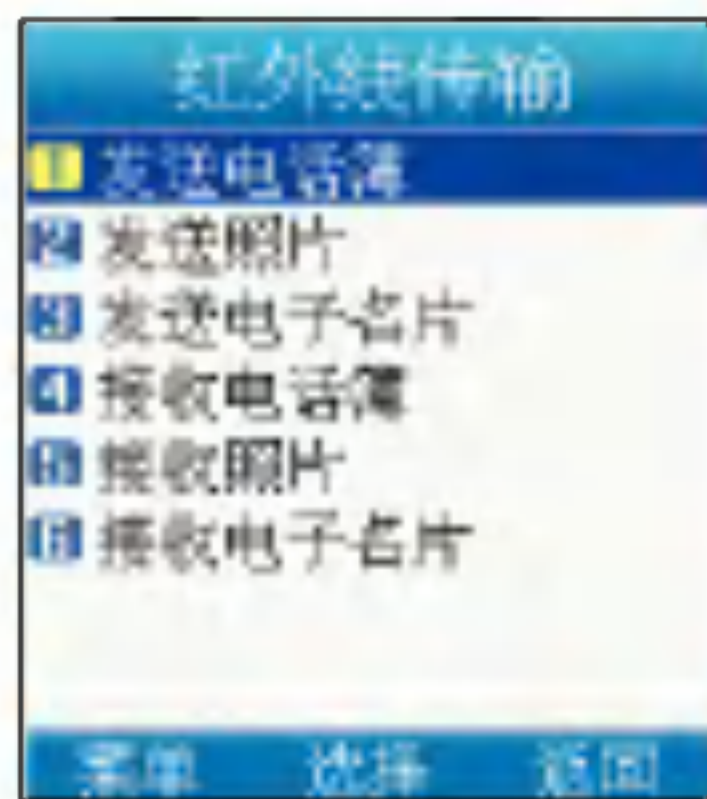 红外线传输
1 发送电话簿
2 发送照片
3 发送电子名片
4 接收电话簿
5 接收照片
6 接收电子名片
菜单 选择 返回